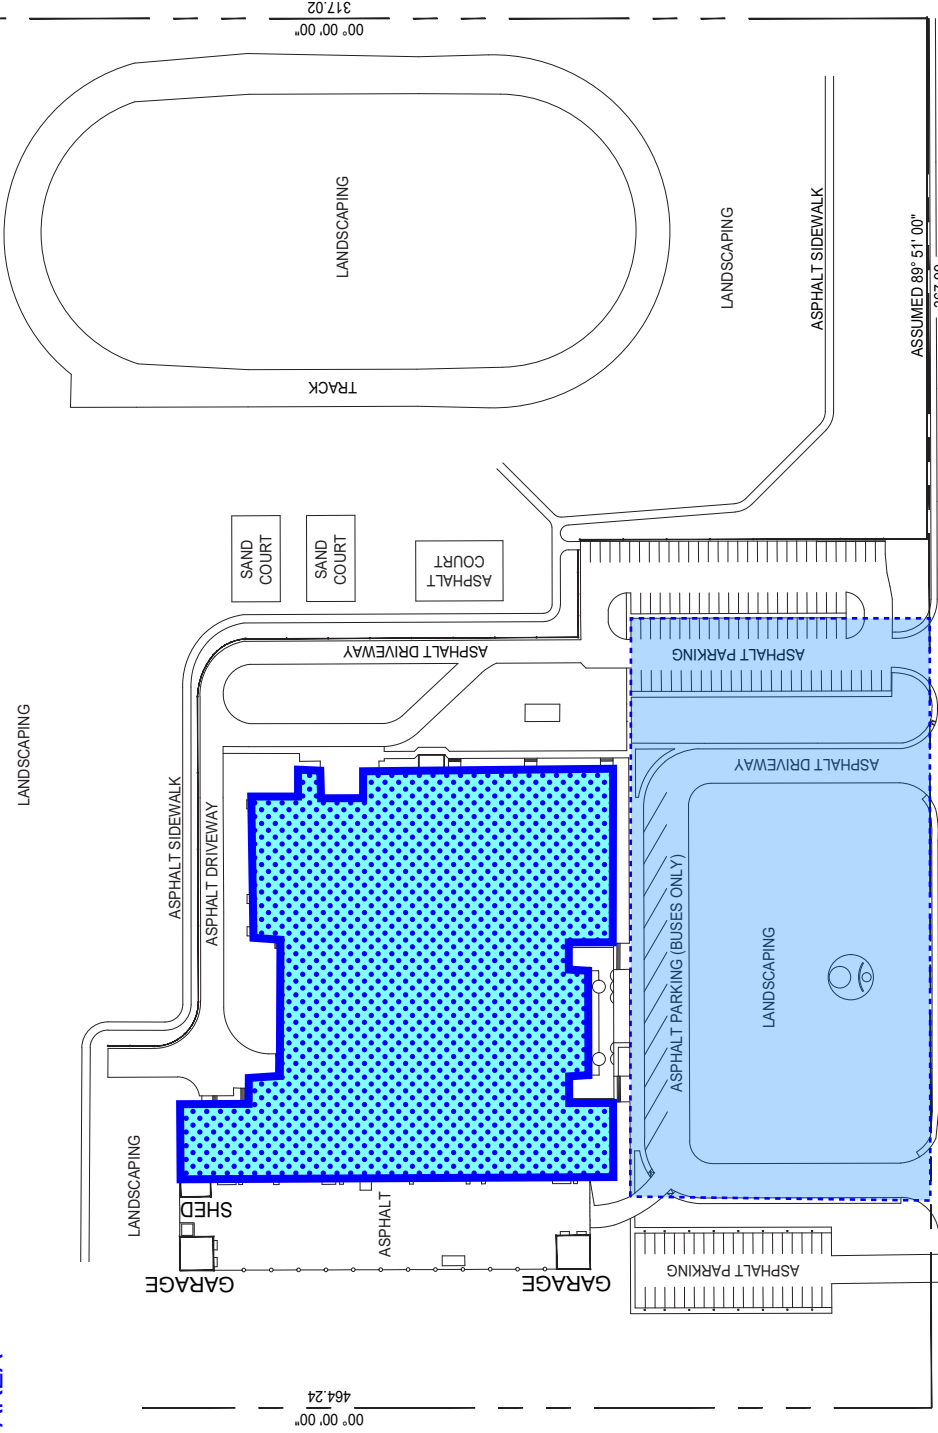 317.02
00° 00' 00"
LANDSCAPING
LANDSCAPING
ASPHALT SIDEWALK
ASSUMED 89° 51' 00"
TRACK
SAND
COURT
SAND
COURT
ASPHALT
COURT
ASPHALT DRIVEWAY
ASPHALT PARKING
LANDSCAPING
ASPHALT DRIVEWAY
ASPHALT SIDEWALK
ASPHALT DRIVEWAY
ASPHALT PARKING (BUSES ONLY)
LANDSCAPING
LANDSCAPING
SHED
ASPHALT
GARAGE
GARAGE
ASPHALT PARKING
464.24
00° 00' 00"